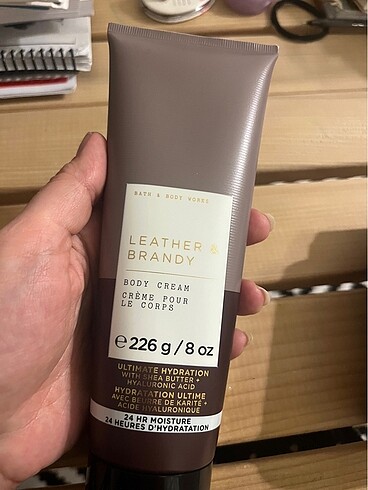 BATH & BODY WORKS
LEATHER &
BRANDY
BODY CREAM
CRÈME POUR
LE CORPS
℮ 226 g / 8 oz
ULTIMATE HYDRATION
WITH SHEA BUTTER +
HYALURONIC ACID
HYDRATATION ULTIME
AVEC BEURRE DE KARITÉ +
ACIDE HYALURONIQUE
24 HR MOISTURE
24 HEURES D'HYDRATATION